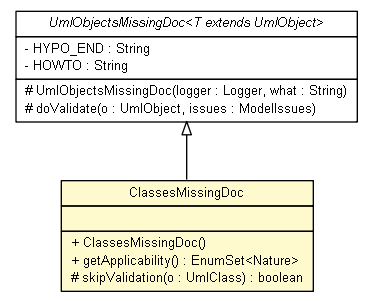 UmlObjectsMissingDoc<T extends UmlObject>
- HYPO_END : String
- HOWTO : String
# UmlObjectsMissingDoc(logger : Logger, what : String)
# doValidate(o : UmlObject, issues : ModelIssues)
ClassesMissingDoc
+ ClassesMissingDoc()
+ getApplicability() : EnumSet<Nature>
# skipValidation(o : UmlClass) : boolean